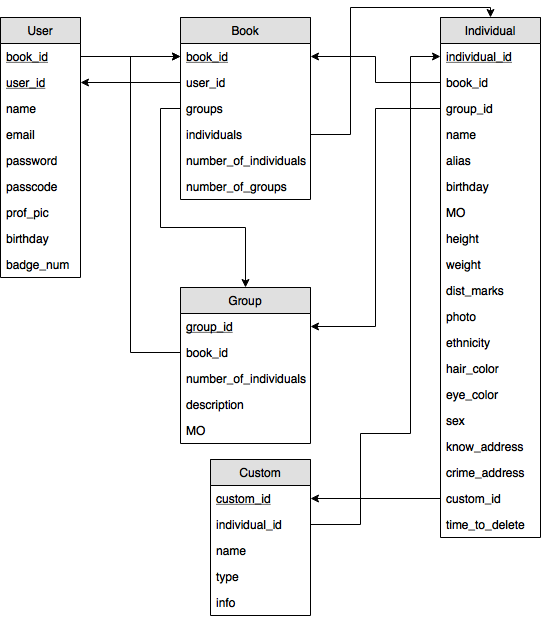 User
book_id
user_id
name
email
password
passcode
prof_pic
birthday
badge_num
Book
book_id
user_id
groups
individuals
number_of_individuals
number_of_groups
Group
group_id
book_id
number_of_individuals
description
MO
Custom
custom_id
individual_id
name
type
info
Individual
individual_id
book_id
group_id
name
alias
birthday
MO
height
weight
dist_marks
photo
ethnicity
hair_color
eye_color
sex
know_address
crime_address
custom_id
time_to_delete